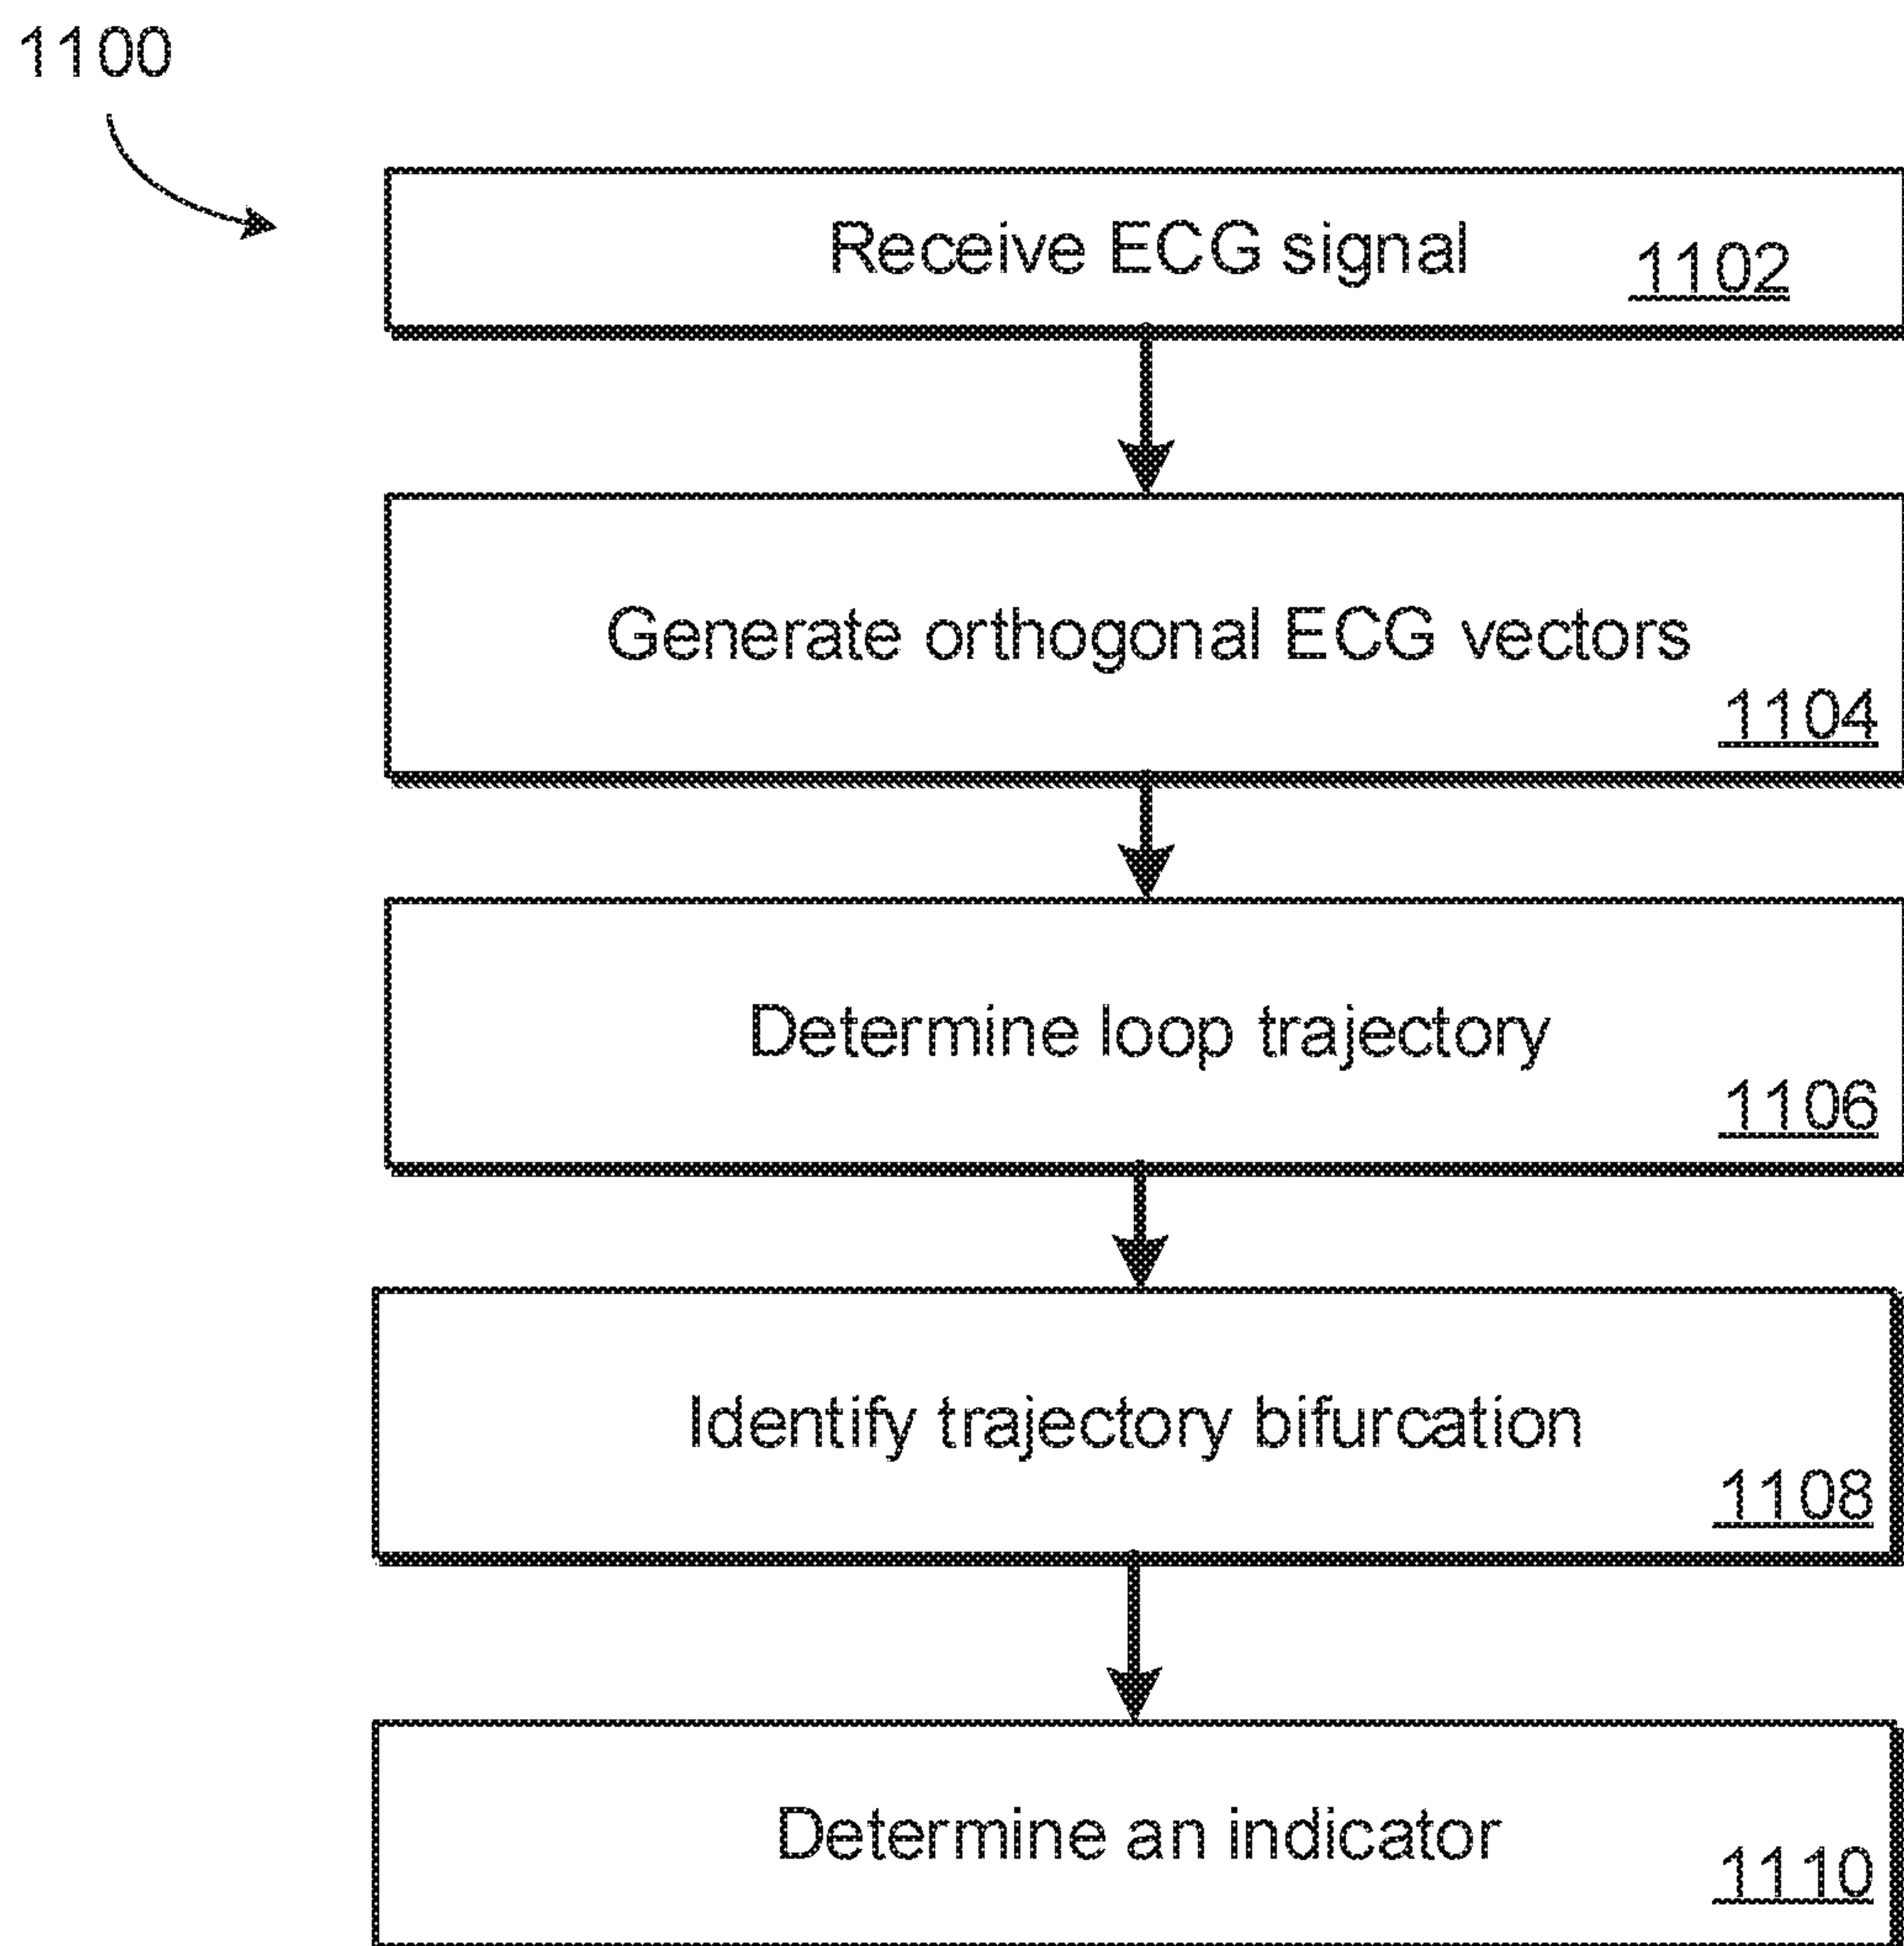 1100
Receive ECG signal 1102
Generate orthogonal ECG vectors
1104
Determine loop trajectory
1106
Identify trajectory bifurcation
1108
Determine an indicator
1110